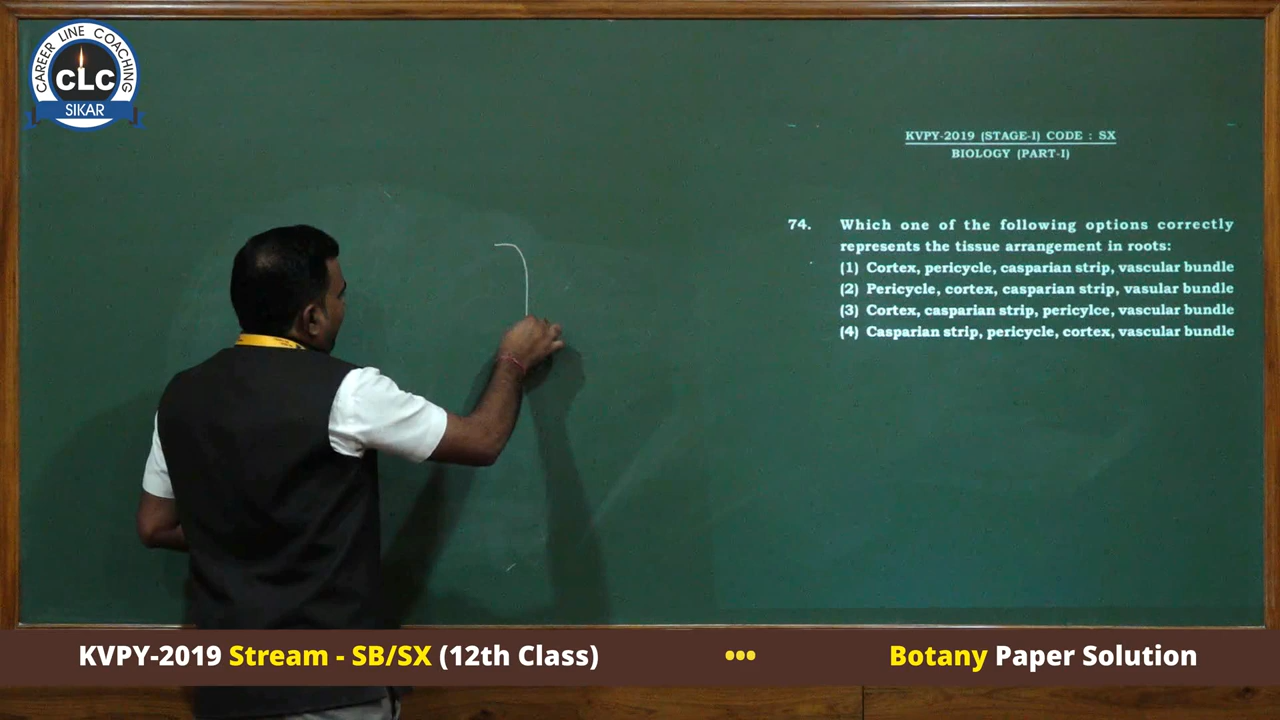 CAREER LINE COACHING
CLC
SIKAR
KVPY-2019 (STAGE-I) CODE : SX
BIOLOGY (PART-I)
74. Which one of the following options correctly
represents the tissue arrangement in roots:
(1) Cortex, pericycle, casparian strip, vascular bundle
(2) Pericycle, cortex, casparian strip, vasular bundle
(3) Cortex, casparian strip, pericylce, vascular bundle
(4) Casparian strip, pericycle, cortex, vascular bundle
KVPY-2019 Stream - SB/SX (12th Class) ••• Botany Paper Solution